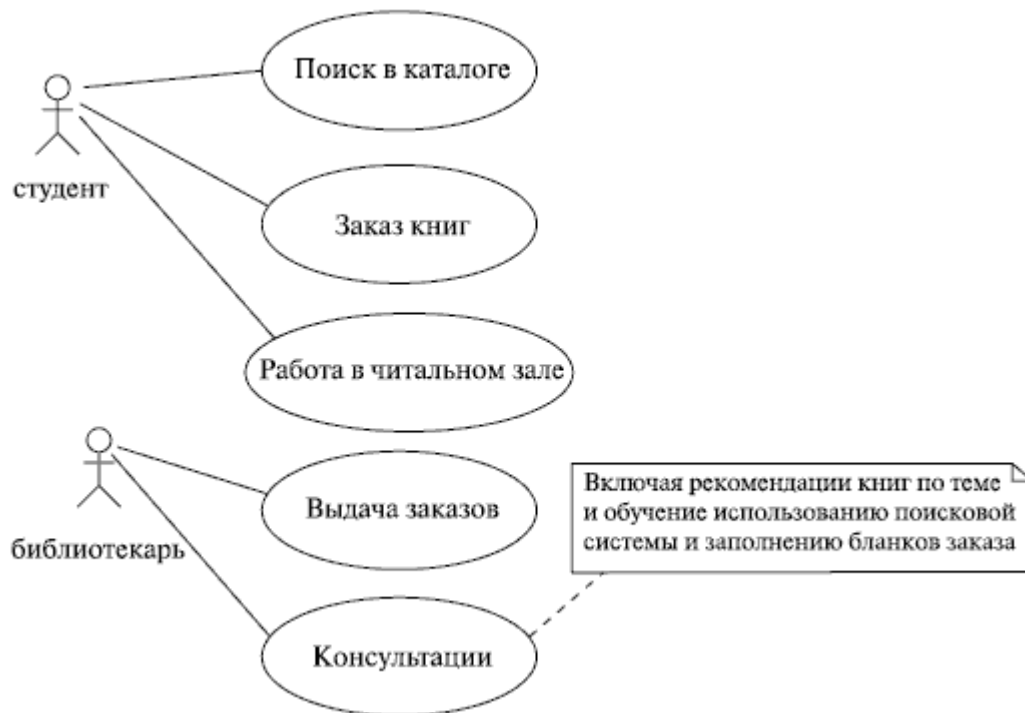 Поиск в каталоге
студент
Заказ книг
Работа в читальном зале
библиотекарь
Выдача заказов
Включая рекомендации книг по теме
и обучение использованию поисковой
системы и заполнению бланков заказа
Консультации